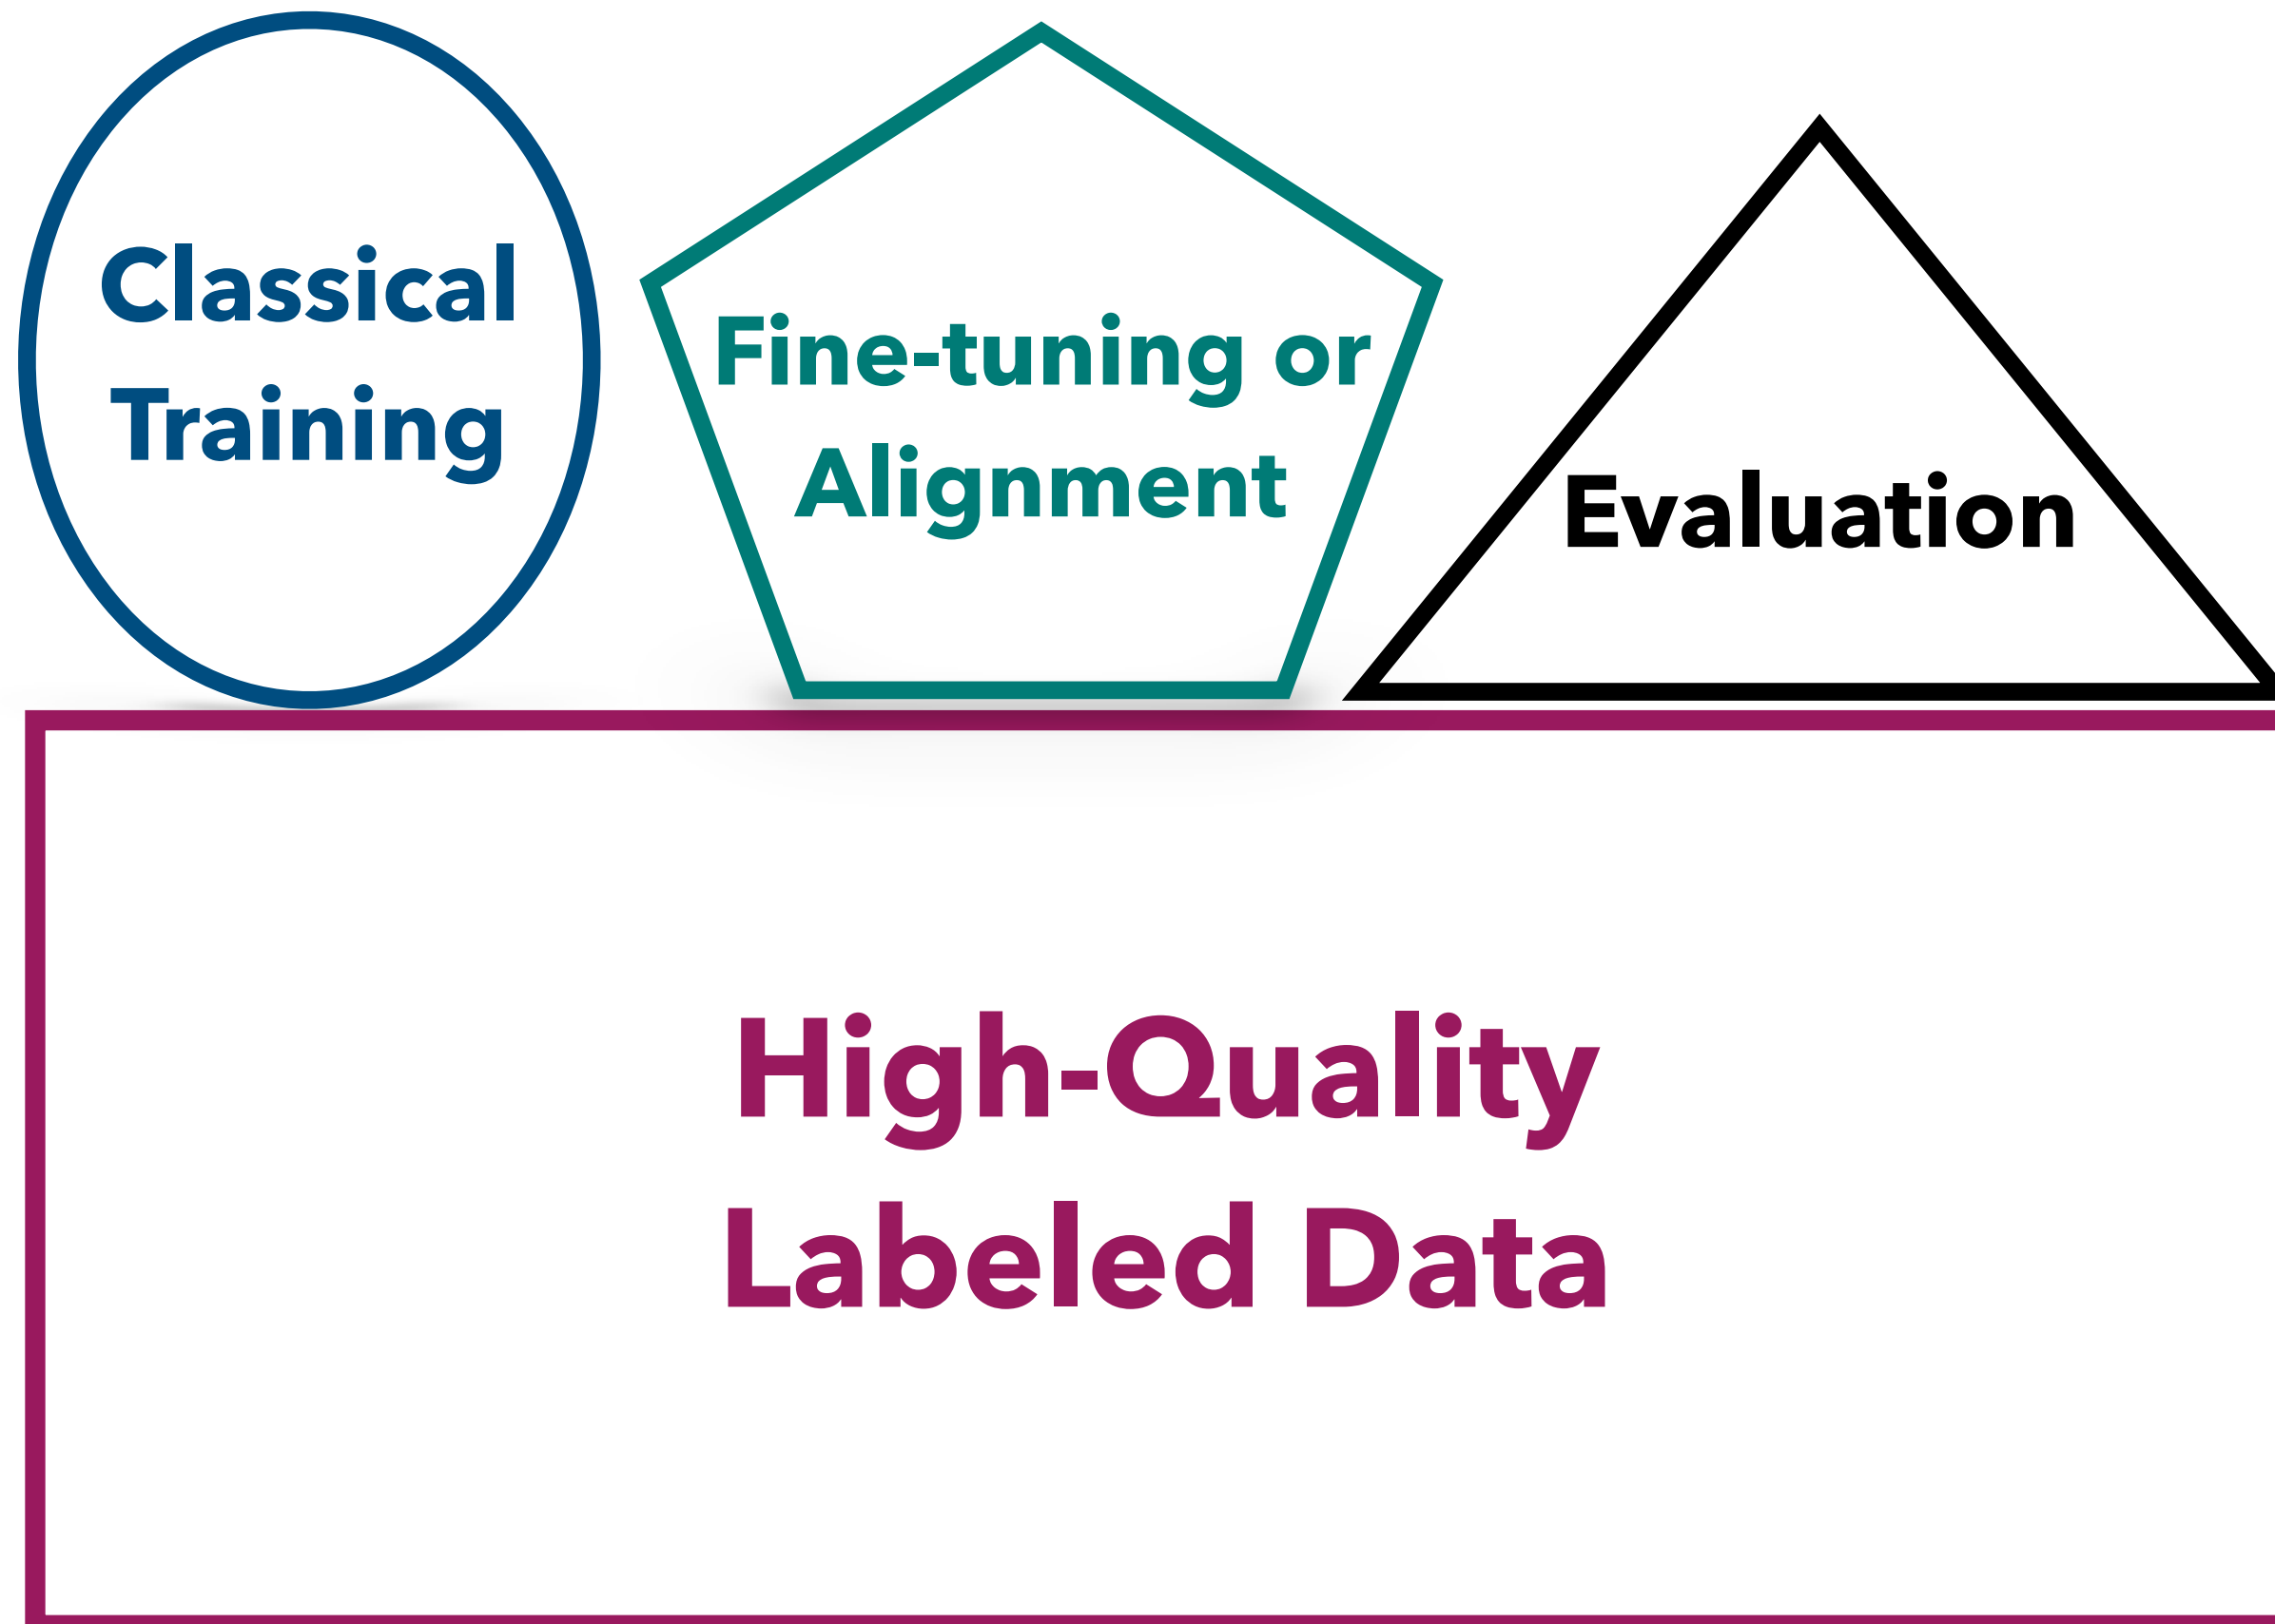 Classical
Training
Fine-tuning or
Alignment
Evaluation
High-Quality
Labeled Data